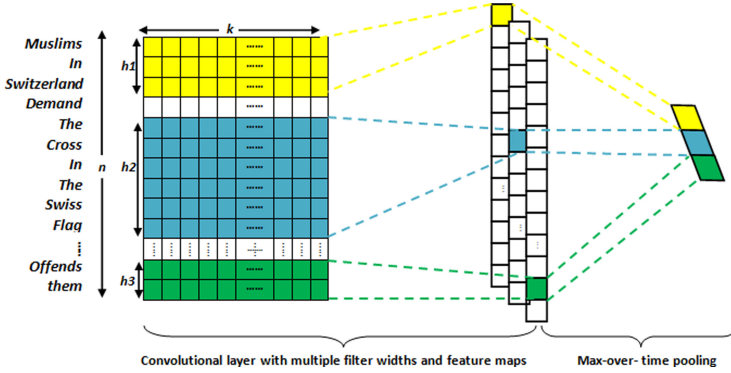 k
Muslims
In
Switzerland
Demand
The
Cross
In
The
Swiss
Flag
Offends
them
n
h1
h2
h3
......
......
......
......
......
......
......
......
......
......
......
......
Convolutional layer with multiple filter widths and feature maps
Max-over- time pooling